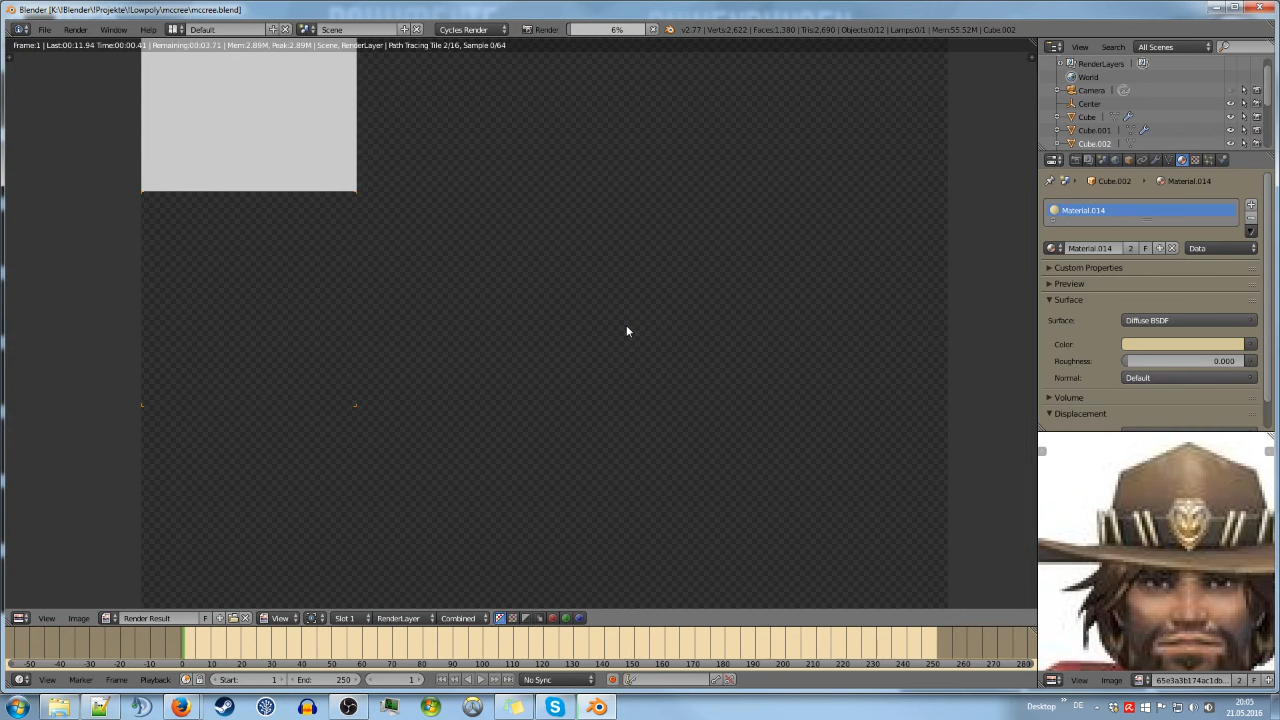 Blender [K:\!Blender\!Projekte\!Lowpoly\mccree\mccree.blend]
File Render Window Help Default Scene Cycles Render Render 6% v2.77 | Verts:2,622 | Faces:1,380 | Tris:2,690 | Objects:0/12 | Lamps:0/1 | Mem:55.52M | Cube.002
Frame:1 | Last:00:11.94 Time:00:00.41 | Remaining:00:03.71 | Mem:2.89M, Peak:2.89M | Scene, RenderLayer | Path Tracing Tile 2/16, Sample 0/64
View Search All Scenes
RenderLayers
World
Camera
Center
Cube
Cube.001
Cube.002
Cube.002 Material.014
Material.014
Material.014 2 F Data
Custom Properties
Preview
Surface
Surface: Diffuse BSDF
Color:
Roughness: 0.000
Normal: Default
Volume
Displacement
View Image Render Result F View Slot 1 RenderLayer Combined
-50 -40 -30 -20 -10 0 10 20 30 40 50 60 70 80 90 100 110 120 130 140 150 160 170 180 190 200 210 220 230 240 250 260 270 280
View Marker Frame Playback Start: 1 End: 250 1 No Sync
View Image 65e3a3b174ac1db... 2 F
Desktop DE 20:05
21.05.2016